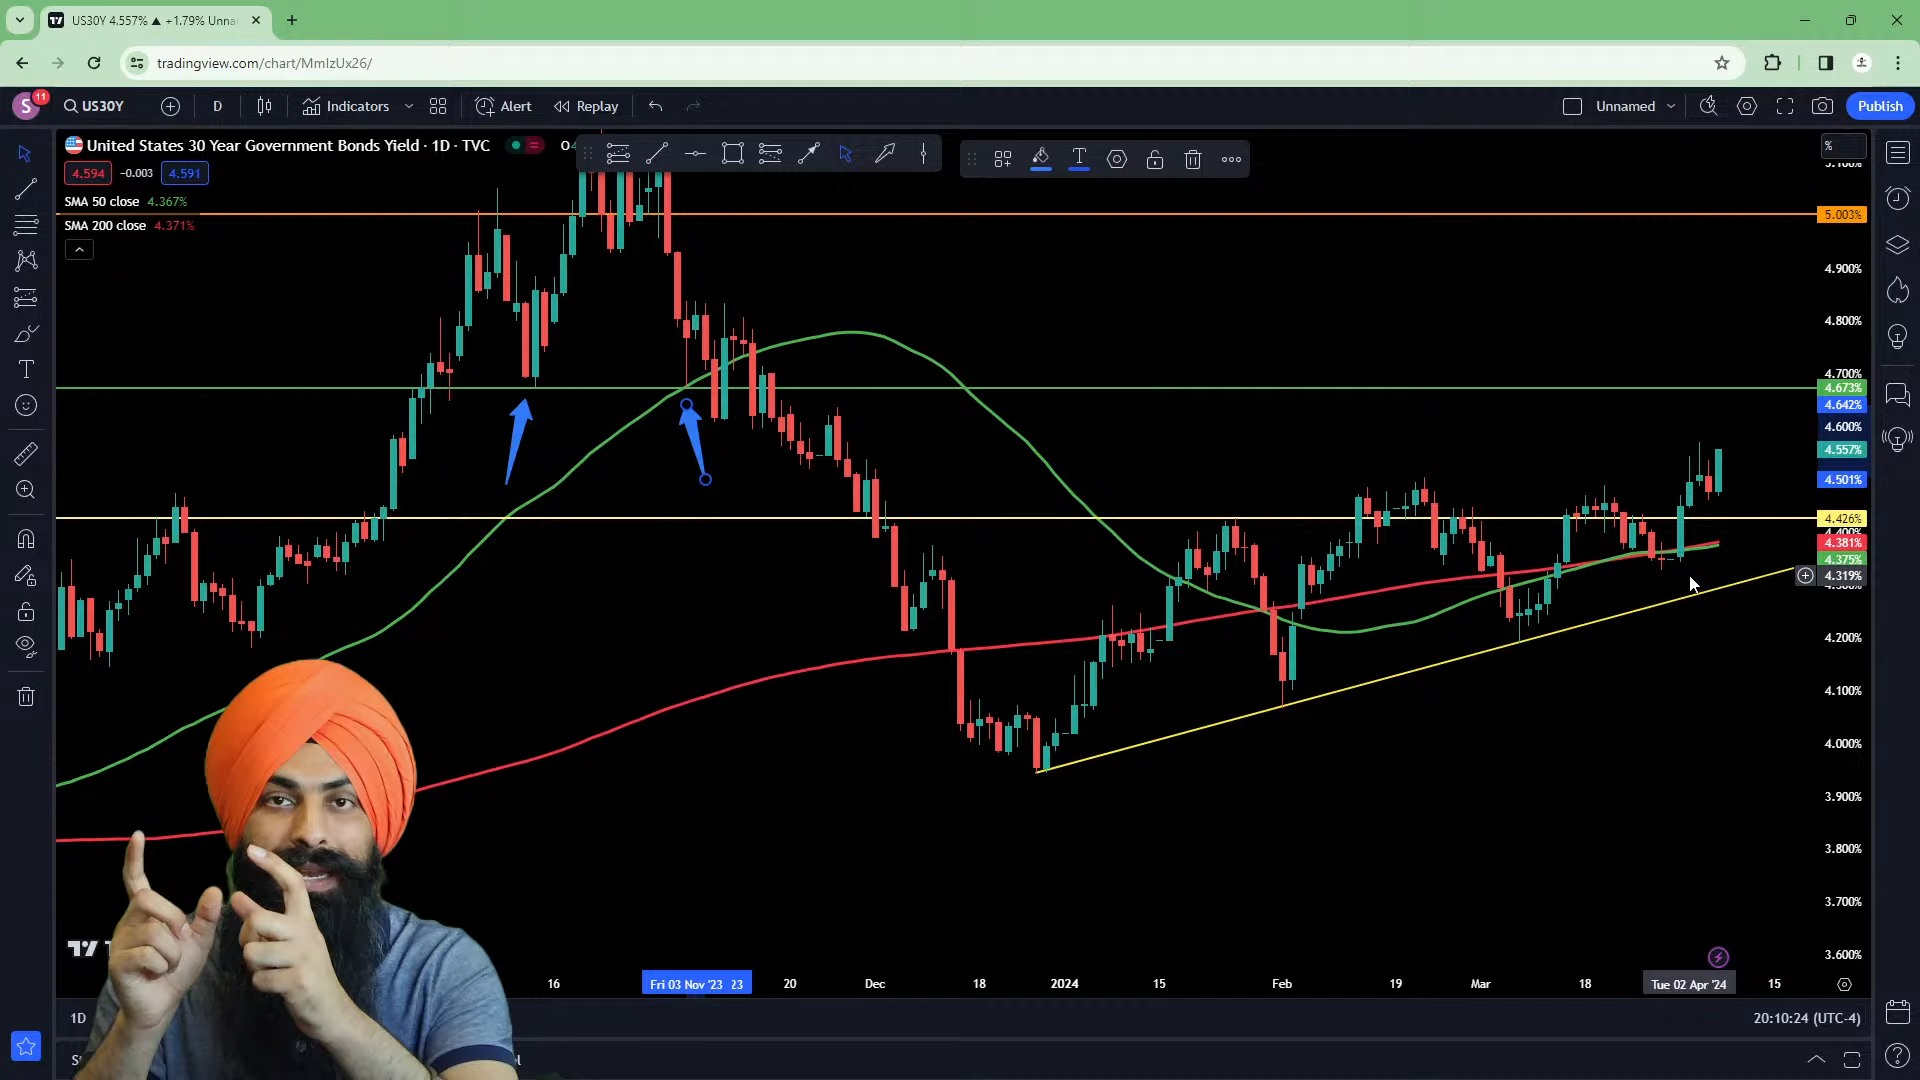 US30Y 4.557% ▲ +1.79% Unna
tradingview.com/chart/MmIzUx26/
S 11 US30Y D Indicators Alert Replay Unnamed Publish
United States 30 Year Government Bonds Yield · 1D · TVC O4
4.594 −0.003 4.591
SMA 50 close 4.367%
SMA 200 close 4.371%
%
5.003%
4.900%
4.800%
4.700%
4.673%
4.642%
4.600%
4.557%
4.501%
4.426%
4.381%
4.375%
4.319%
4.200%
4.100%
4.000%
3.900%
3.800%
3.700%
3.600%
16 Fri 03 Nov '23 23 20 Dec 18 2024 15 Feb 19 Mar 18 Tue 02 Apr '24 15
1D 20:10:24 (UTC-4)